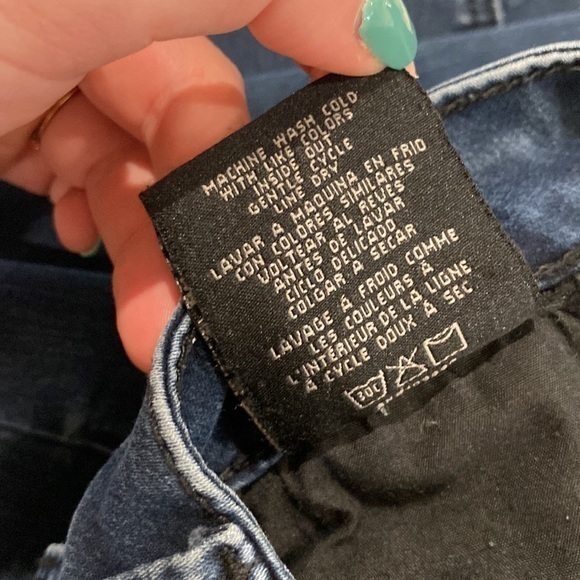 MACHINE WASH COLD
WITH LIKE COLORS
INSIDE OUT
GENTLE CYCLE
LINE DRY
LAVAR A MAQUINA EN FRIO
CON COLORES SIMILARES
VOLTEAR AL REVES
ANTES DE LAVAR
CICLO DELICADO
COLGAR A SECAR
LAVAGE À FROID COMME
LES COULEURS À
L'INTÉRIEUR DE LA LIGNE
À CYCLE DOUX À SEC
30C